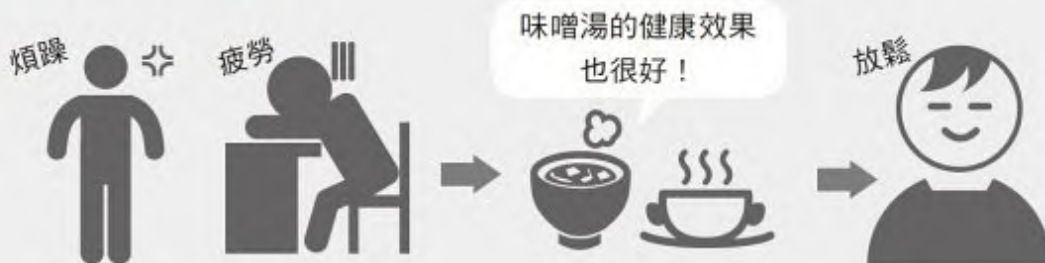 煩躁
疲勞
味噌湯的健康效果
也很好！
放鬆